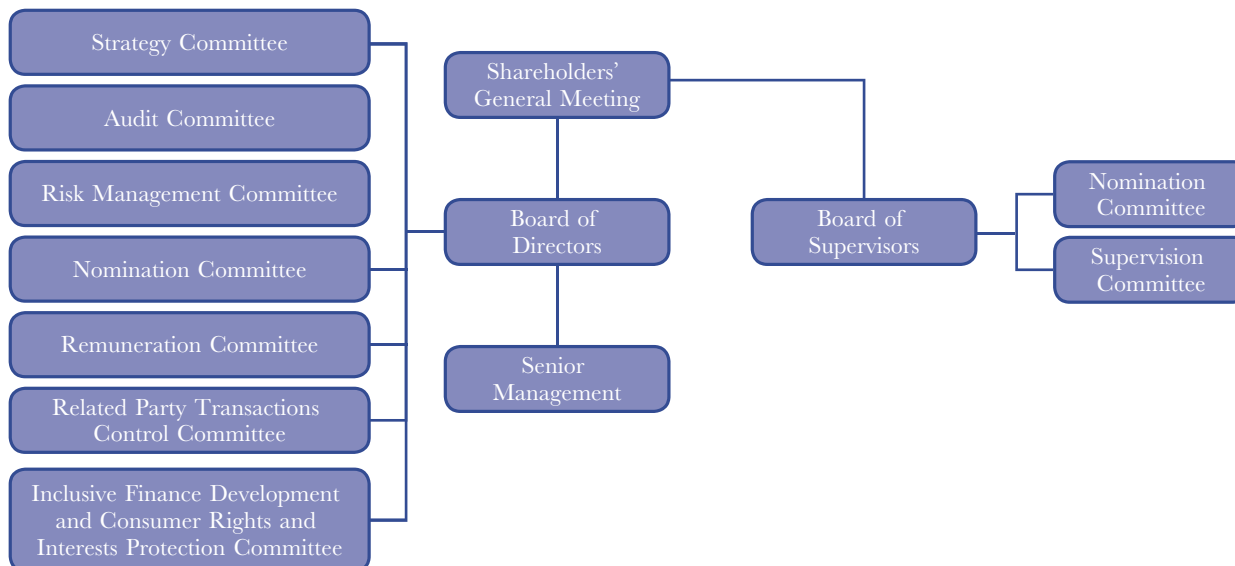 Strategy Committee
Audit Committee
Risk Management Committee
Nomination Committee
Remuneration Committee
Related Party Transactions
Control Committee
Inclusive Finance Development
and Consumer Rights and
Interests Protection Committee
Shareholders’
General Meeting
Board of
Directors
Senior
Management
Board of
Supervisors
Nomination
Committee
Supervision
Committee